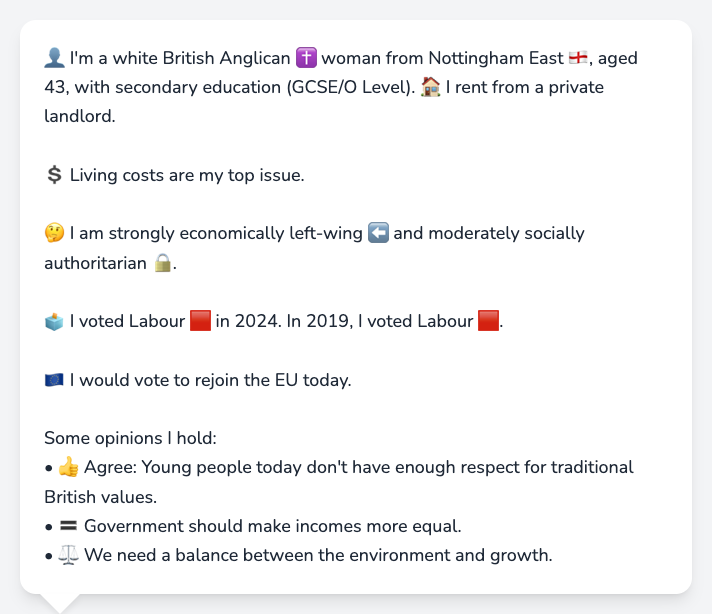 👤 I'm a white British Anglican ✝️ woman from Nottingham East 🏴󠁧󠁢󠁥󠁮󠁧󠁿, aged
43, with secondary education (GCSE/O Level). 🏠 I rent from a private
landlord.
💲 Living costs are my top issue.
🤔 I am strongly economically left-wing ⬅️ and moderately socially
authoritarian 🔒.
🗳️ I voted Labour 🟥 in 2024. In 2019, I voted Labour 🟥.
🇪🇺 I would vote to rejoin the EU today.
Some opinions I hold:
• 👍 Agree: Young people today don't have enough respect for traditional
British values.
• 🟰 Government should make incomes more equal.
• ⚖️ We need a balance between the environment and growth.